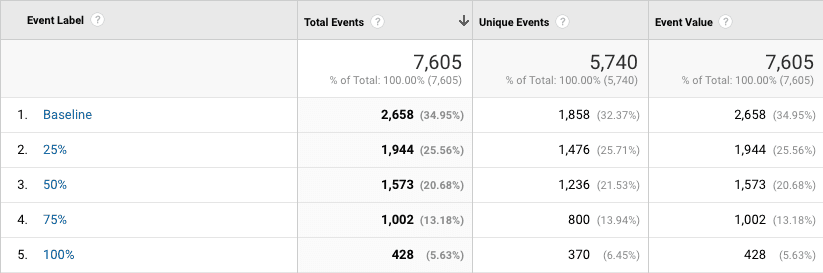 Event Label ? Total Events ? Unique Events ? Event Value ?
7,605 5,740 7,605
% of Total: 100.00% (7,605) % of Total: 100.00% (5,740) % of Total: 100.00% (7,605)
1. Baseline 2,658 (34.95%) 1,858 (32.37%) 2,658 (34.95%)
2. 25% 1,944 (25.56%) 1,476 (25.71%) 1,944 (25.56%)
3. 50% 1,573 (20.68%) 1,236 (21.53%) 1,573 (20.68%)
4. 75% 1,002 (13.18%) 800 (13.94%) 1,002 (13.18%)
5. 100% 428 (5.63%) 370 (6.45%) 428 (5.63%)